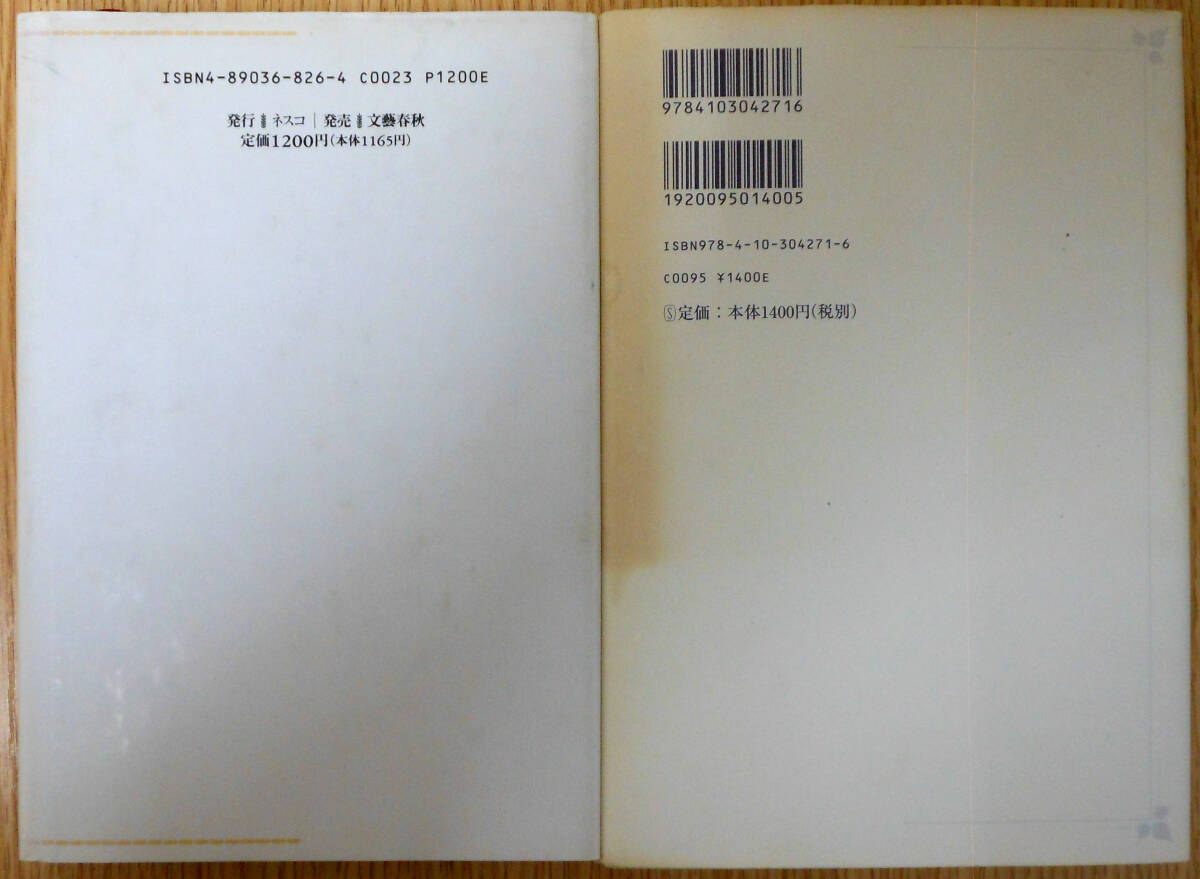 ISBN4-89036-826-4 C0023 P1200E
発行 ネスコ｜発売 文藝春秋
定価1200円(本体1165円)
9784103042716
1920095014005
ISBN978-4-10-304271-6
C0095 ¥1400E
Ⓢ定価：本体1400円(税別)